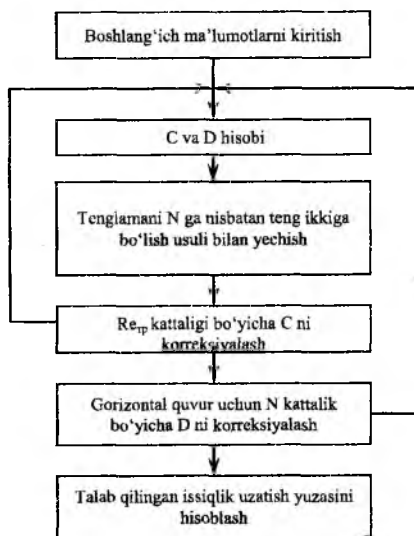 Boshlang‘ich ma’lumotlarni kiritish
C va D hisobi
Tenglamani N ga nisbatan teng ikkiga
bo‘lish usuli bilan yechish
Reтр kattaligi bo‘yicha C ni
korreksiyalash
Gorizontal quvur uchun N kattalik
bo‘yicha D ni korreksiyalash
Talab qilingan issiqlik uzatish yuzasini
hisoblash